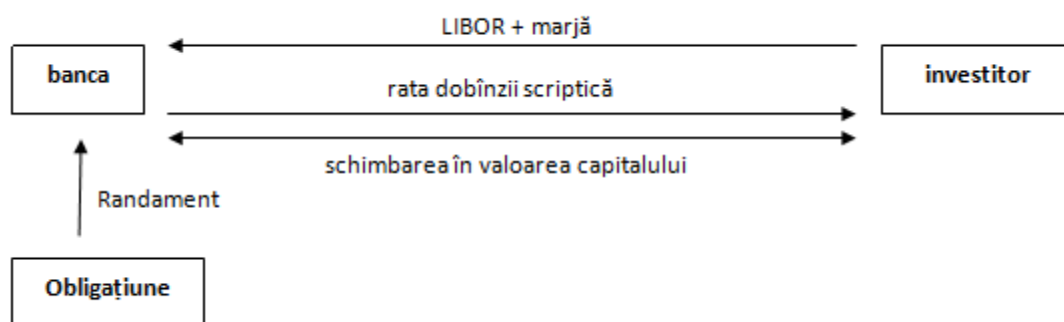 LIBOR + marjă
banca
investitor
rata dobînzii scriptică
schimbarea în valoarea capitalului
Randament
Obligațiune